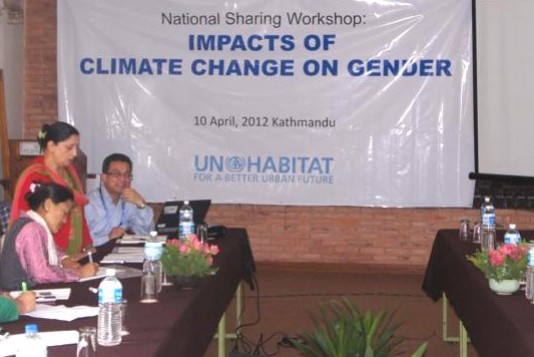 National Sharing Workshop:
IMPACTS OF
CLIMATE CHANGE ON GENDER
10 April, 2012 Kathmandu
UN HABITAT
FOR A BETTER URBAN FUTURE